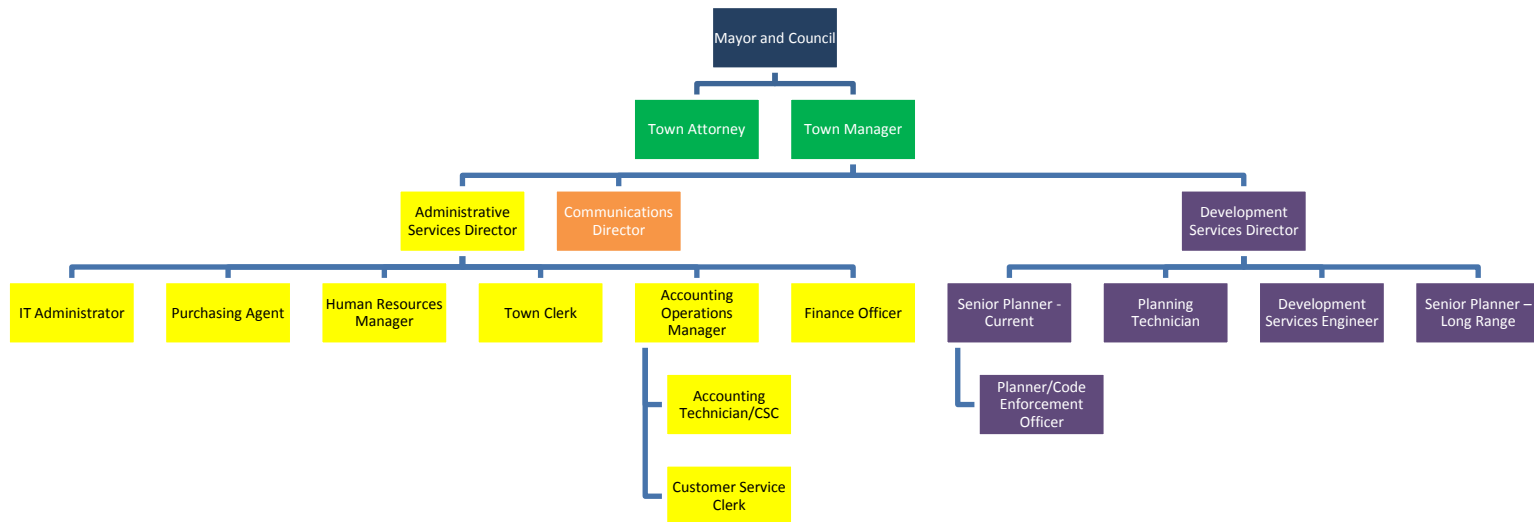 Mayor and Council
Town Attorney
Town Manager
Administrative
Services Director
Communications
Director
Development
Services Director
IT Administrator
Purchasing Agent
Human Resources
Manager
Town Clerk
Accounting
Operations
Manager
Finance Officer
Senior Planner -
Current
Planning
Technician
Development
Services Engineer
Senior Planner –
Long Range
Accounting
Technician/CSC
Planner/Code
Enforcement
Officer
Customer Service
Clerk